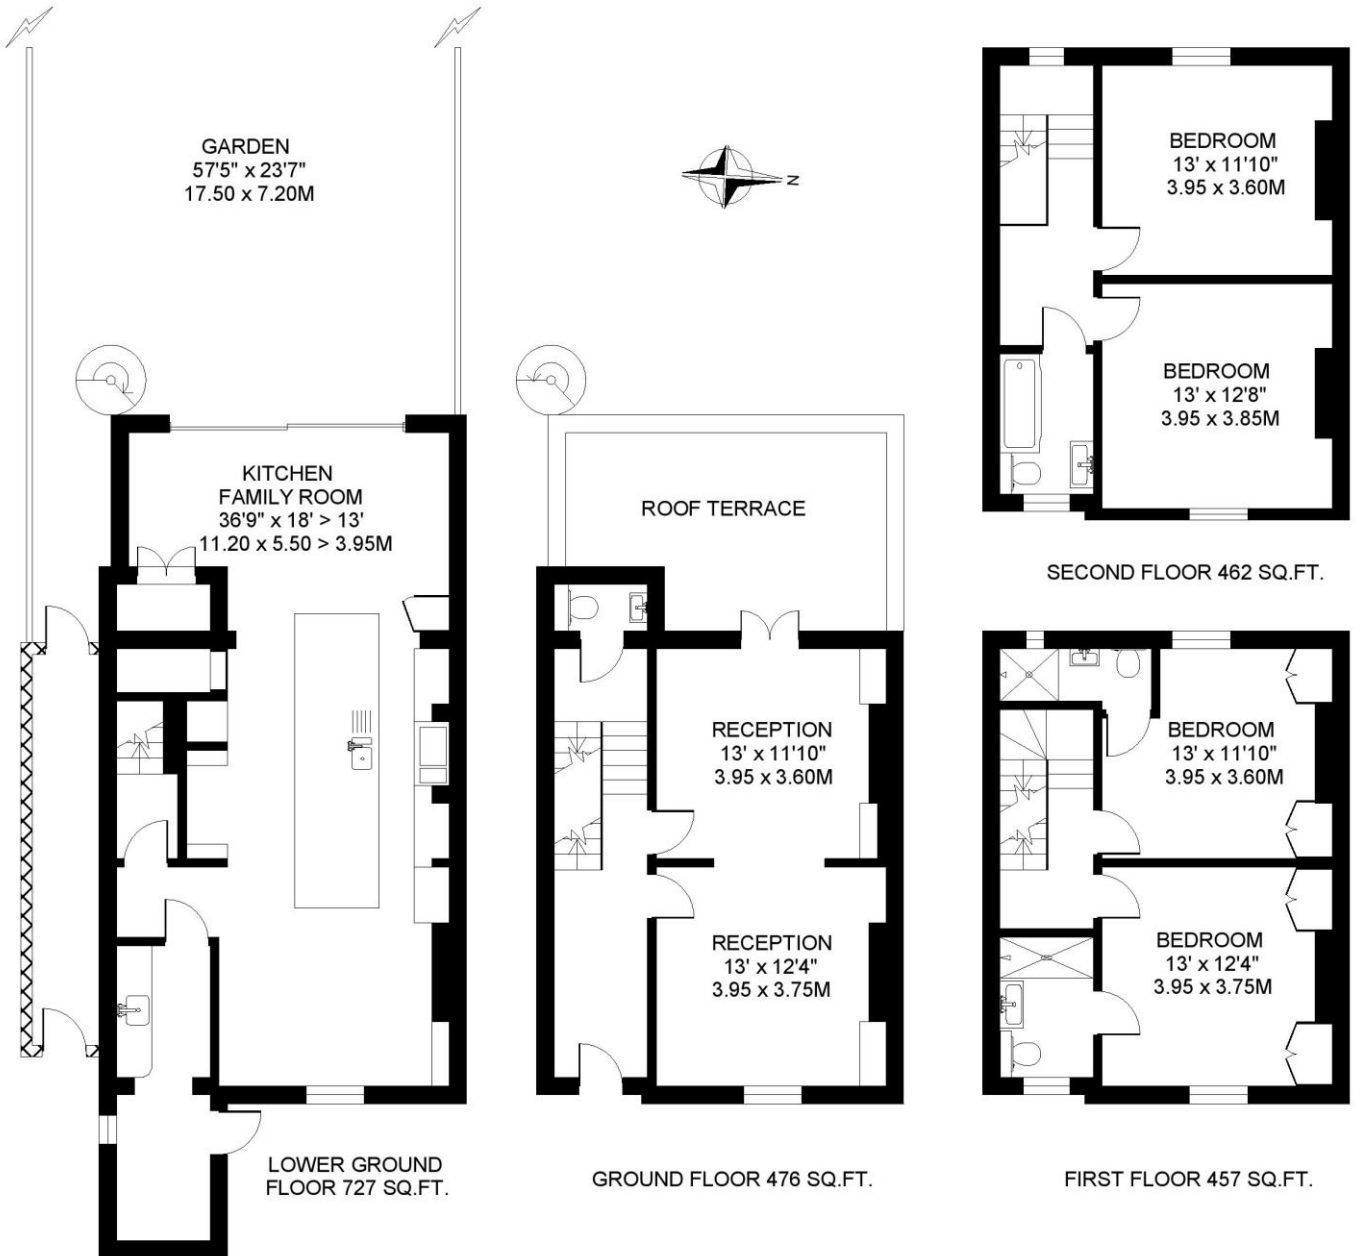 GARDEN
57'5" x 23'7"
17.50 x 7.20M
N
KITCHEN
FAMILY ROOM
36'9" x 18' > 13'
11.20 x 5.50 > 3.95M
LOWER GROUND
FLOOR 727 SQ.FT.
ROOF TERRACE
RECEPTION
13' x 11'10"
3.95 x 3.60M
RECEPTION
13' x 12'4"
3.95 x 3.75M
GROUND FLOOR 476 SQ.FT.
BEDROOM
13' x 11'10"
3.95 x 3.60M
BEDROOM
13' x 12'8"
3.95 x 3.85M
SECOND FLOOR 462 SQ.FT.
BEDROOM
13' x 11'10"
3.95 x 3.60M
BEDROOM
13' x 12'4"
3.95 x 3.75M
FIRST FLOOR 457 SQ.FT.